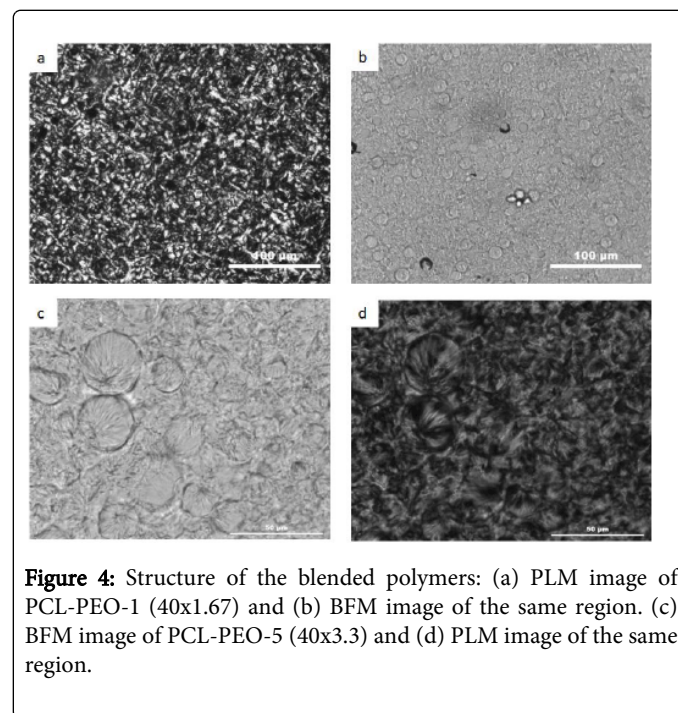 a
b
100 µm
100 µm
c
d
50 µm
50 µm
Figure 4: Structure of the blended polymers: (a) PLM image of
PCL-PEO-1 (40x1.67) and (b) BFM image of the same region. (c)
BFM image of PCL-PEO-5 (40x3.3) and (d) PLM image of the same
region.